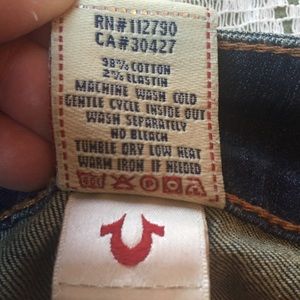 RN#112790
CA#30427
98% COTTON
2% ELASTIN
MACHINE WASH COLD
GENTLE CYCLE INSIDE OUT
WASH SEPARATELY
NO BLEACH
TUMBLE DRY LOW HEAT
WARM IRON IF NEEDED